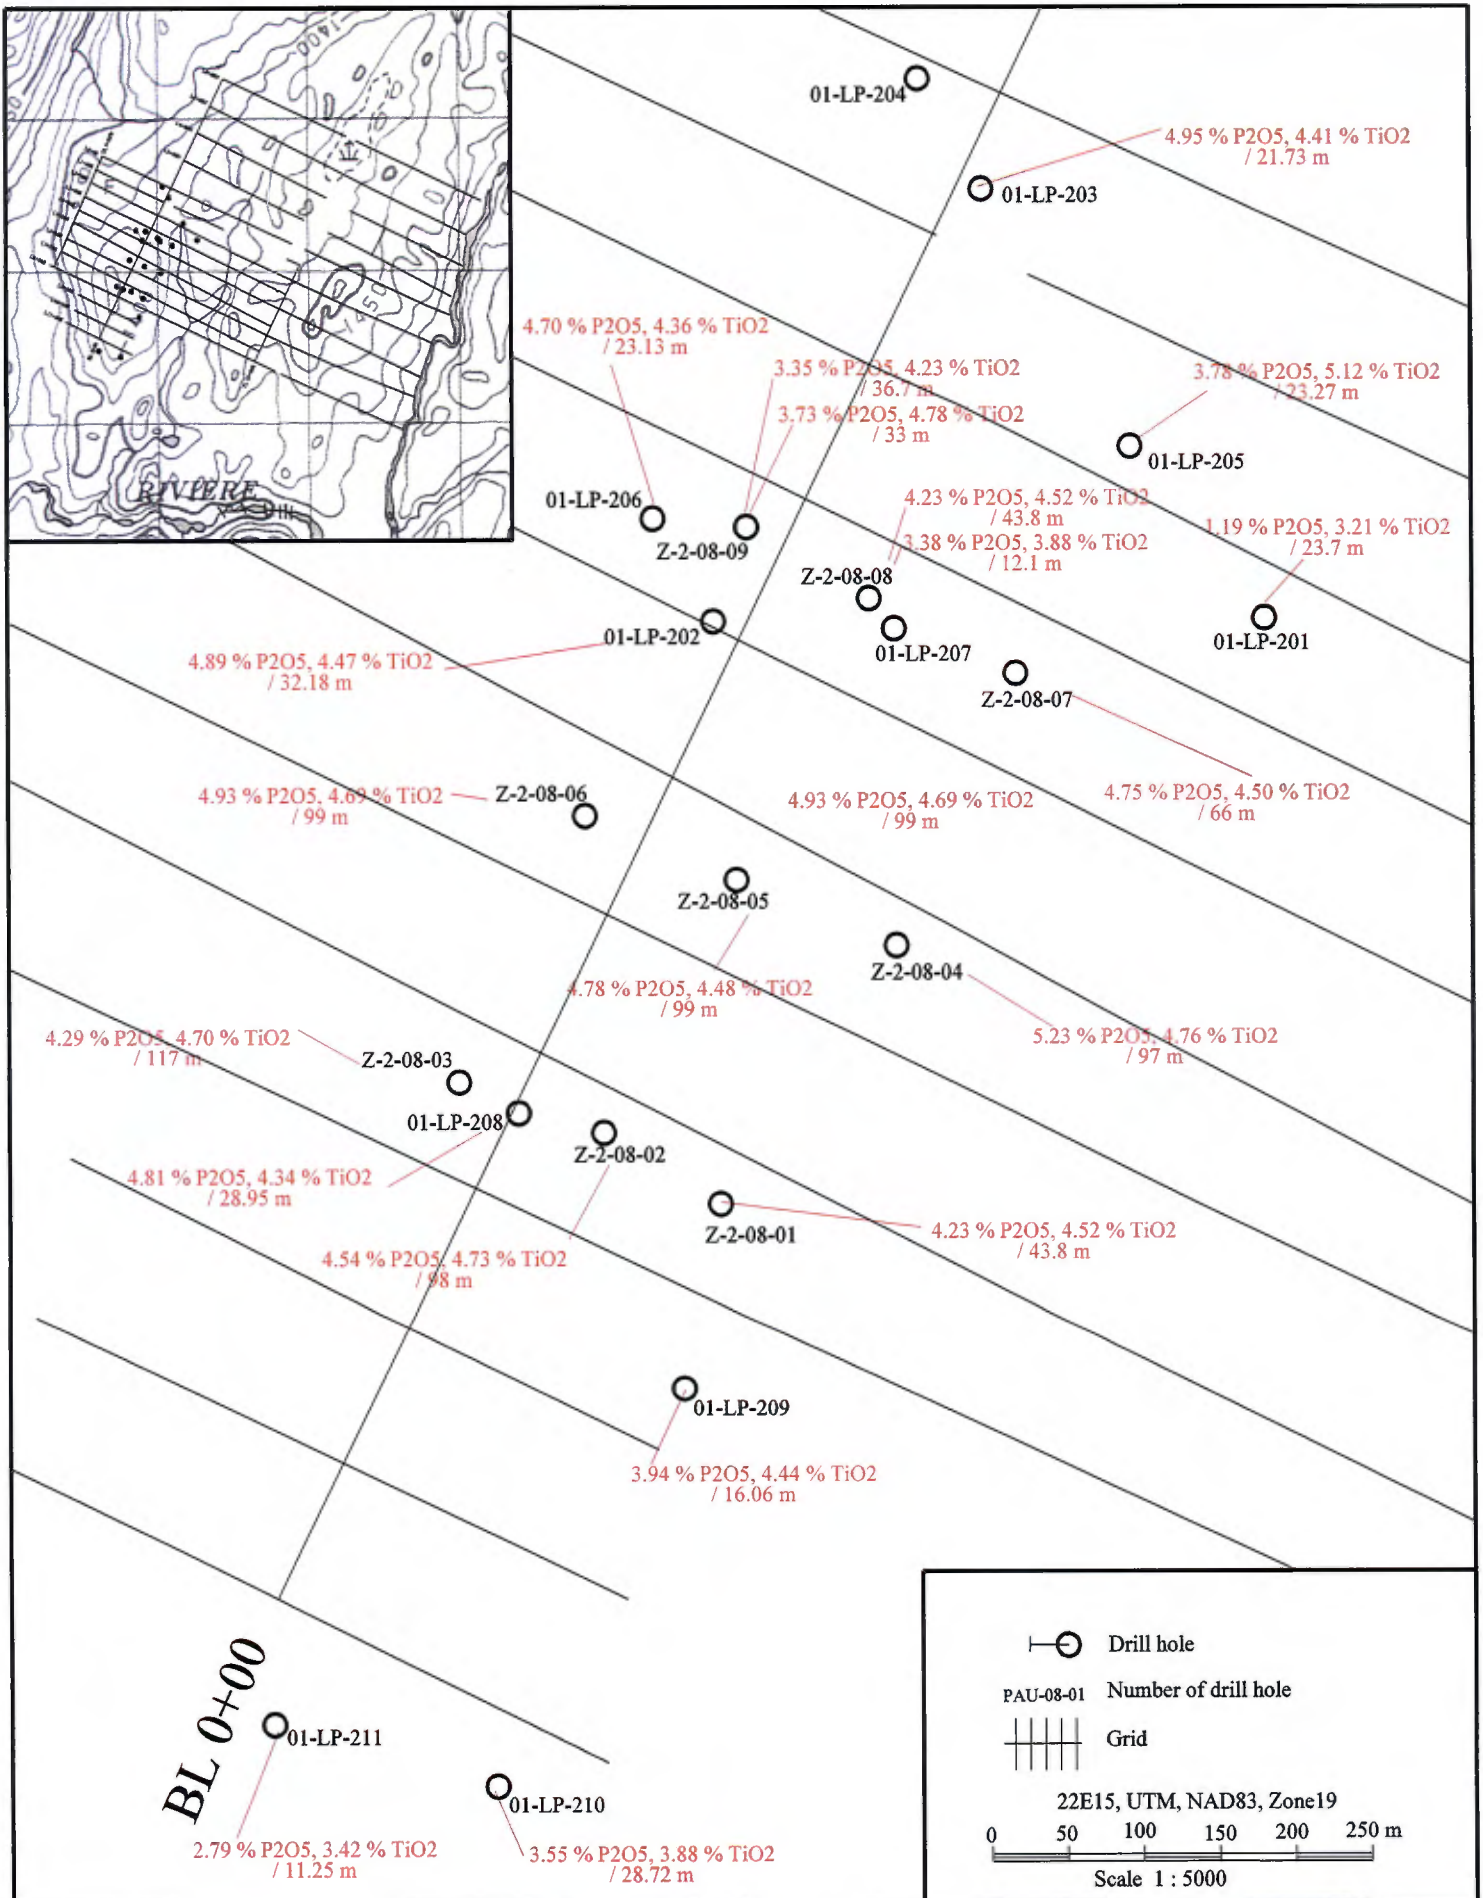 1400
1450
RIVIERE
01-LP-204
4.95 % P2O5, 4.41 % TiO2
/ 21.73 m
01-LP-203
4.70 % P2O5, 4.36 % TiO2
/ 23.13 m
3.35 % P2O5, 4.23 % TiO2
/ 36.7 m
3.73 % P2O5, 4.78 % TiO2
/ 33 m
3.78 % P2O5, 5.12 % TiO2
/ 23.27 m
01-LP-205
01-LP-206
Z-2-08-09
4.23 % P2O5, 4.52 % TiO2
/ 43.8 m
3.38 % P2O5, 3.88 % TiO2
/ 12.1 m
1.19 % P2O5, 3.21 % TiO2
/ 23.7 m
Z-2-08-08
01-LP-202
01-LP-207
01-LP-201
4.89 % P2O5, 4.47 % TiO2
/ 32.18 m
Z-2-08-07
4.93 % P2O5, 4.69 % TiO2
/ 99 m
Z-2-08-06
4.93 % P2O5, 4.69 % TiO2
/ 99 m
4.75 % P2O5, 4.50 % TiO2
/ 66 m
Z-2-08-05
Z-2-08-04
4.78 % P2O5, 4.48 % TiO2
/ 99 m
4.29 % P2O5, 4.70 % TiO2
/ 117 m
Z-2-08-03
5.23 % P2O5, 4.76 % TiO2
/ 97 m
01-LP-208
Z-2-08-02
4.81 % P2O5, 4.34 % TiO2
/ 28.95 m
Z-2-08-01
4.23 % P2O5, 4.52 % TiO2
/ 43.8 m
4.54 % P2O5, 4.73 % TiO2
/ 98 m
01-LP-209
3.94 % P2O5, 4.44 % TiO2
/ 16.06 m
BL 0+00
01-LP-211
01-LP-210
2.79 % P2O5, 3.42 % TiO2
/ 11.25 m
3.55 % P2O5, 3.88 % TiO2
/ 28.72 m
Drill hole
PAU-08-01 Number of drill hole
Grid
22E15, UTM, NAD83, Zone19
0 50 100 150 200 250 m
Scale 1 : 5000